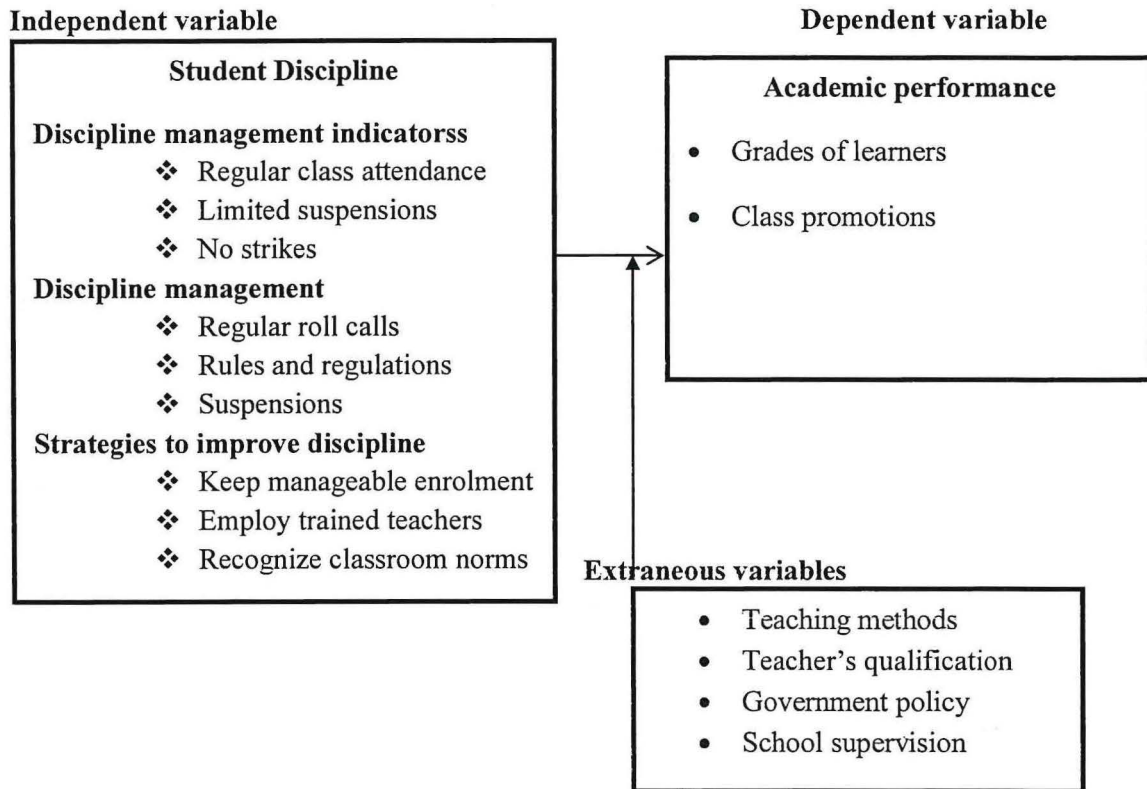 Independent variable
Student Discipline
Discipline management indicatorss
❖ Regular class attendance
❖ Limited suspensions
❖ No strikes
Discipline management
❖ Regular roll calls
❖ Rules and regulations
❖ Suspensions
Strategies to improve discipline
❖ Keep manageable enrolment
❖ Employ trained teachers
❖ Recognize classroom norms
Dependent variable
Academic performance
• Grades of learners
• Class promotions
Extraneous variables
• Teaching methods
• Teacher’s qualification
• Government policy
• School supervision